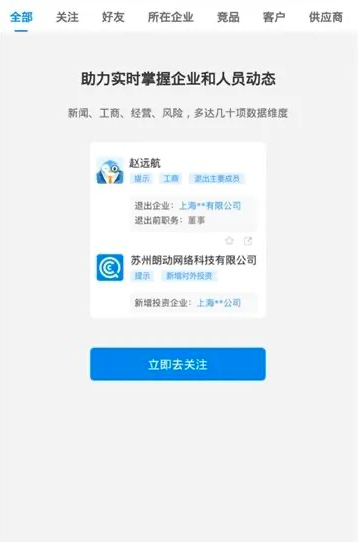 全部 关注 好友 所在企业 竞品 客户 供应商
助力实时掌握企业和人员动态
新闻、工商、经营、风险，多达几十项数据维度
赵远航
提示 工商 退出主要成员
退出企业：上海**有限公司
退出前职务：董事
苏州朗动网络科技有限公司
提示 新增对外投资
新增投资企业：上海**公司
立即去关注